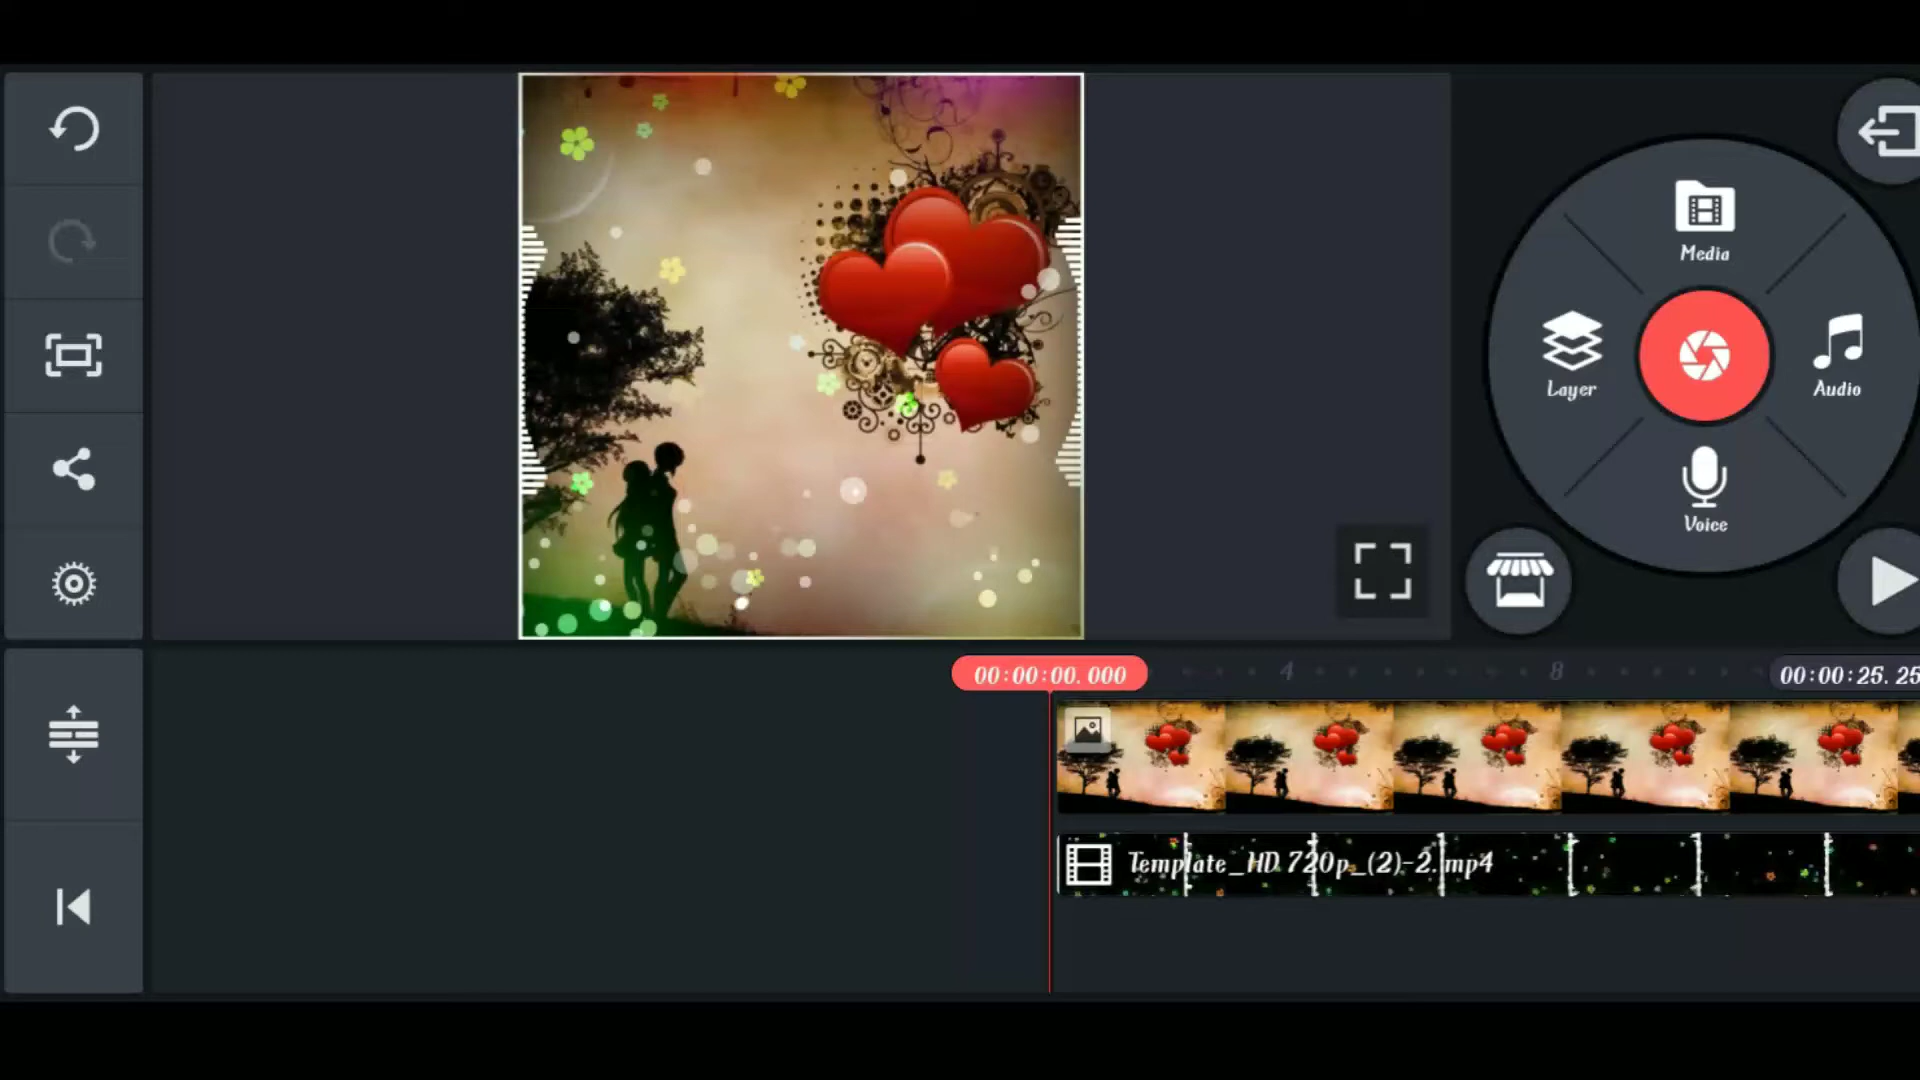 Media
Layer
Audio
Voice
00:00:00.000
4
8
00:00:25.25
Template_HD 720p_(2)-2.mp4